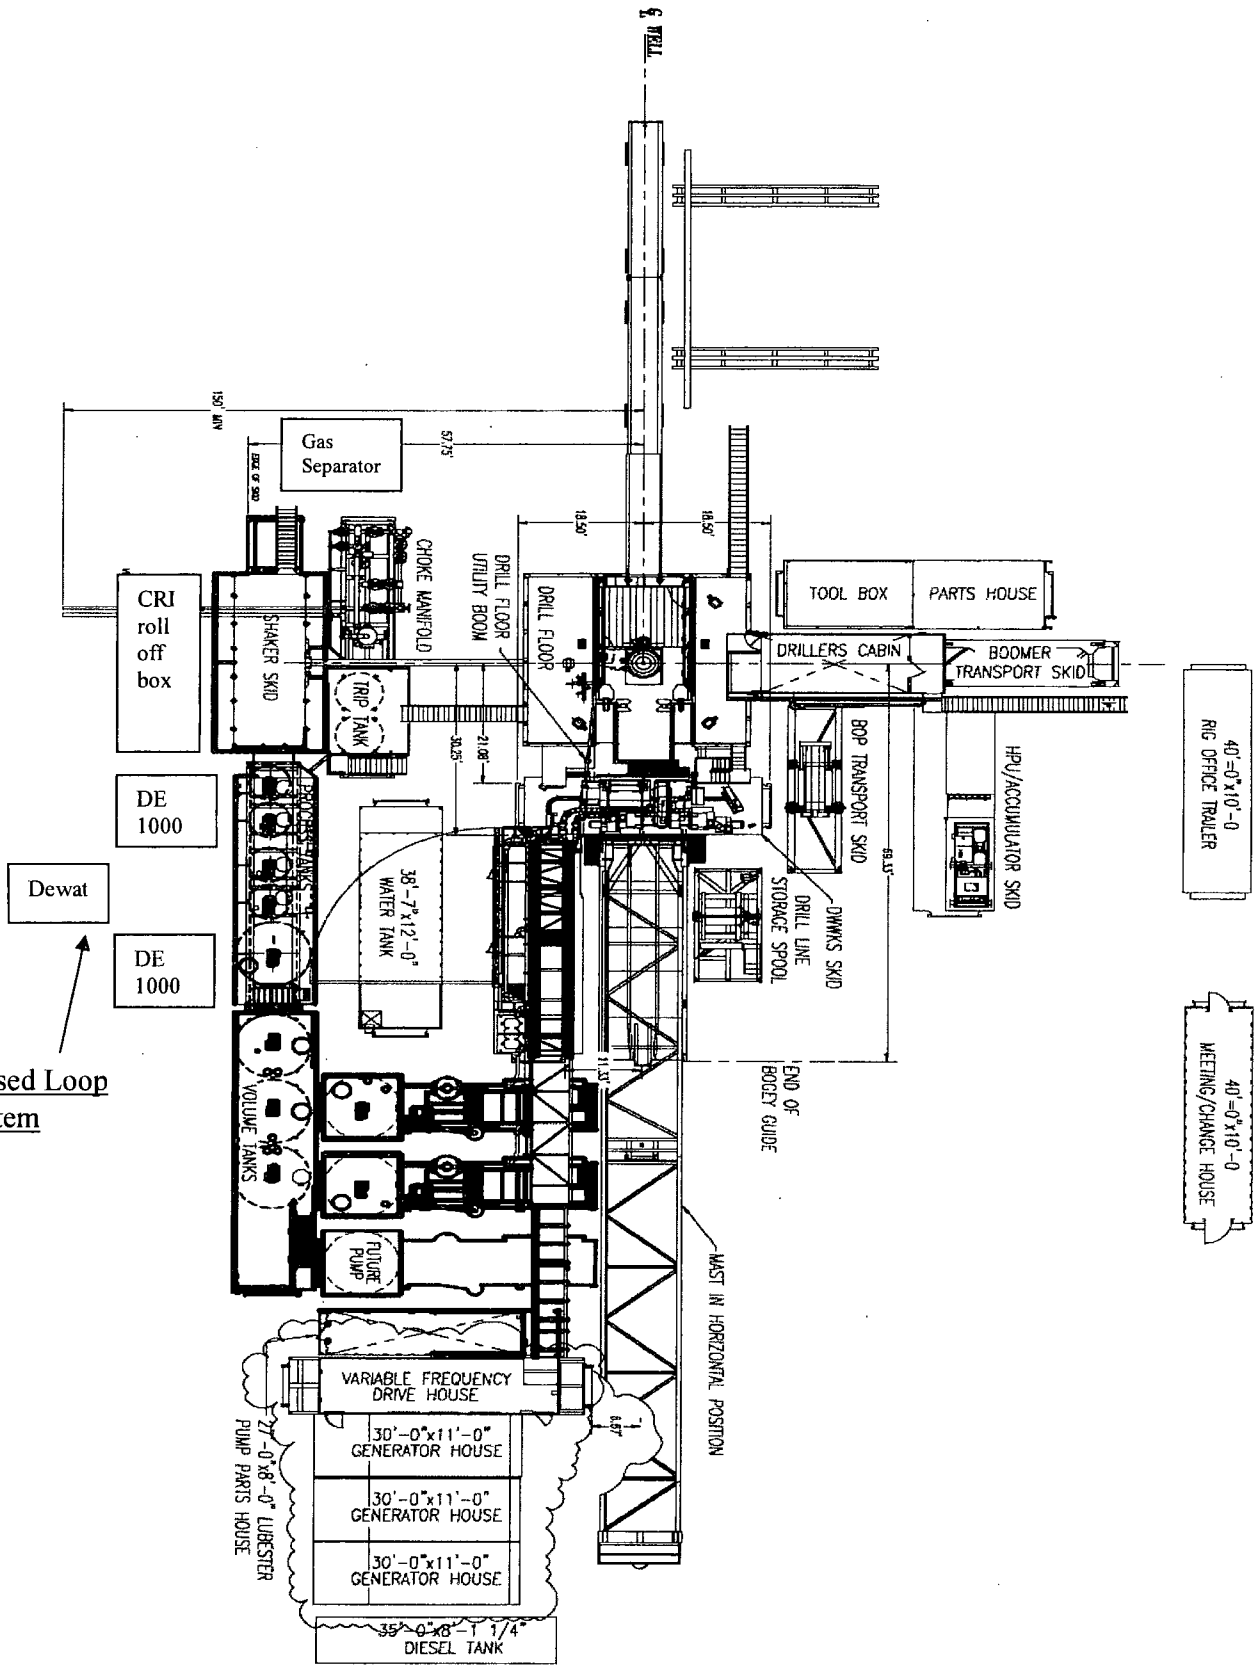 ℄ WELL
150' MIN
57.75'
Gas
Separator
EDGE OF SKID
18.50'
18.50'
CHOKE MANIFOLD
DRILL FLOOR
UTILITY BOOM
DRILL FLOOR
TOOL BOX
PARTS HOUSE
CRI
roll
off
box
SHAKER SKID
TRIP TANK
DRILLERS CABIN
BOOMER
TRANSPORT SKID
21.08'
30.25'
BOP TRANSPORT SKID
HPU/ACCUMULATOR SKID
40'=0"x10'-0
RIG OFFICE TRAILER
DE
1000
PROCESS TANKS
38'-7"x12'-0"
WATER TANK
69.33'
DWKS SKID
DRILL LINE
STORAGE SPOOL
Dewat
DE
1000
sed Loop
tem
11.33'
END OF
BOGEY GUIDE
40'=0"x10'-0
MEETING/CHANGE HOUSE
VOLUME TANKS
FUTURE
PUMP
MAST IN HORIZONTAL POSITION
VARIABLE FREQUENCY
DRIVE HOUSE
6.67'
27'-0"x8'-0" LUBESTER
PUMP PARTS HOUSE
30'-0"x11'-0"
GENERATOR HOUSE
30'-0"x11'-0"
GENERATOR HOUSE
30'-0"x11'-0"
GENERATOR HOUSE
35'-0"x8'-1 1/4"
DIESEL TANK